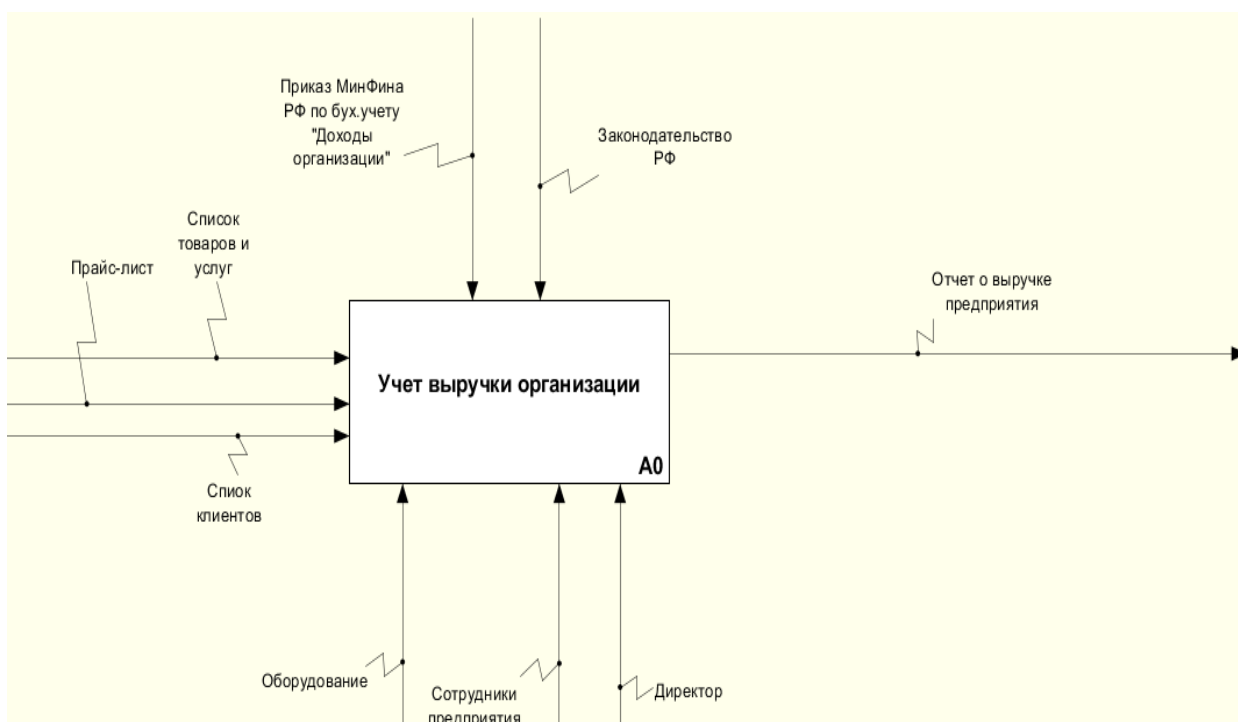 Приказ МинФина
РФ по бух.учету
"Доходы
организации"
Законодательство
РФ
Список
товаров и
услуг
Прайс-лист
Отчет о выручке
предприятия
Учет выручки организации
A0
Спиок
клиентов
Оборудование
Сотрудники
предприятия
Директор